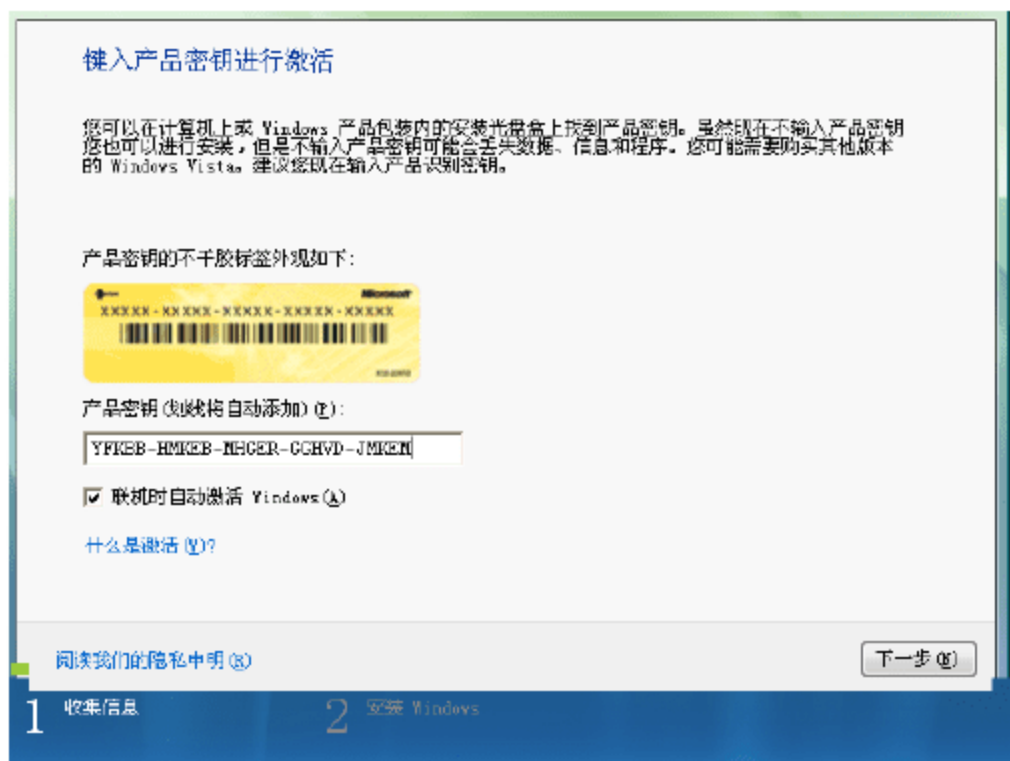 键入产品密钥进行激活
您可以在计算机上或 Windows 产品包装内的安装光盘盒上找到产品密钥。虽然现在不输入产品密钥
您也可以进行安装,但是不输入产品密钥可能会丢失数据、信息和程序。您可能需要购买其他版本
的 Windows Vista。建议您现在输入产品识别密钥。
产品密钥的不干胶标签外观如下:
Microsoft
XXXXX-XXXXX-XXXXX-XXXXX-XXXXX
产品密钥(划线将自动添加)(P):
YFKBB-HMKEB-MHGER-GGHVD-JMKEM
联机时自动激活 Windows(A)
什么是激活(W)?
阅读我们的隐私申明(R)
下一步(N)
1 收集信息
2 安装 Windows